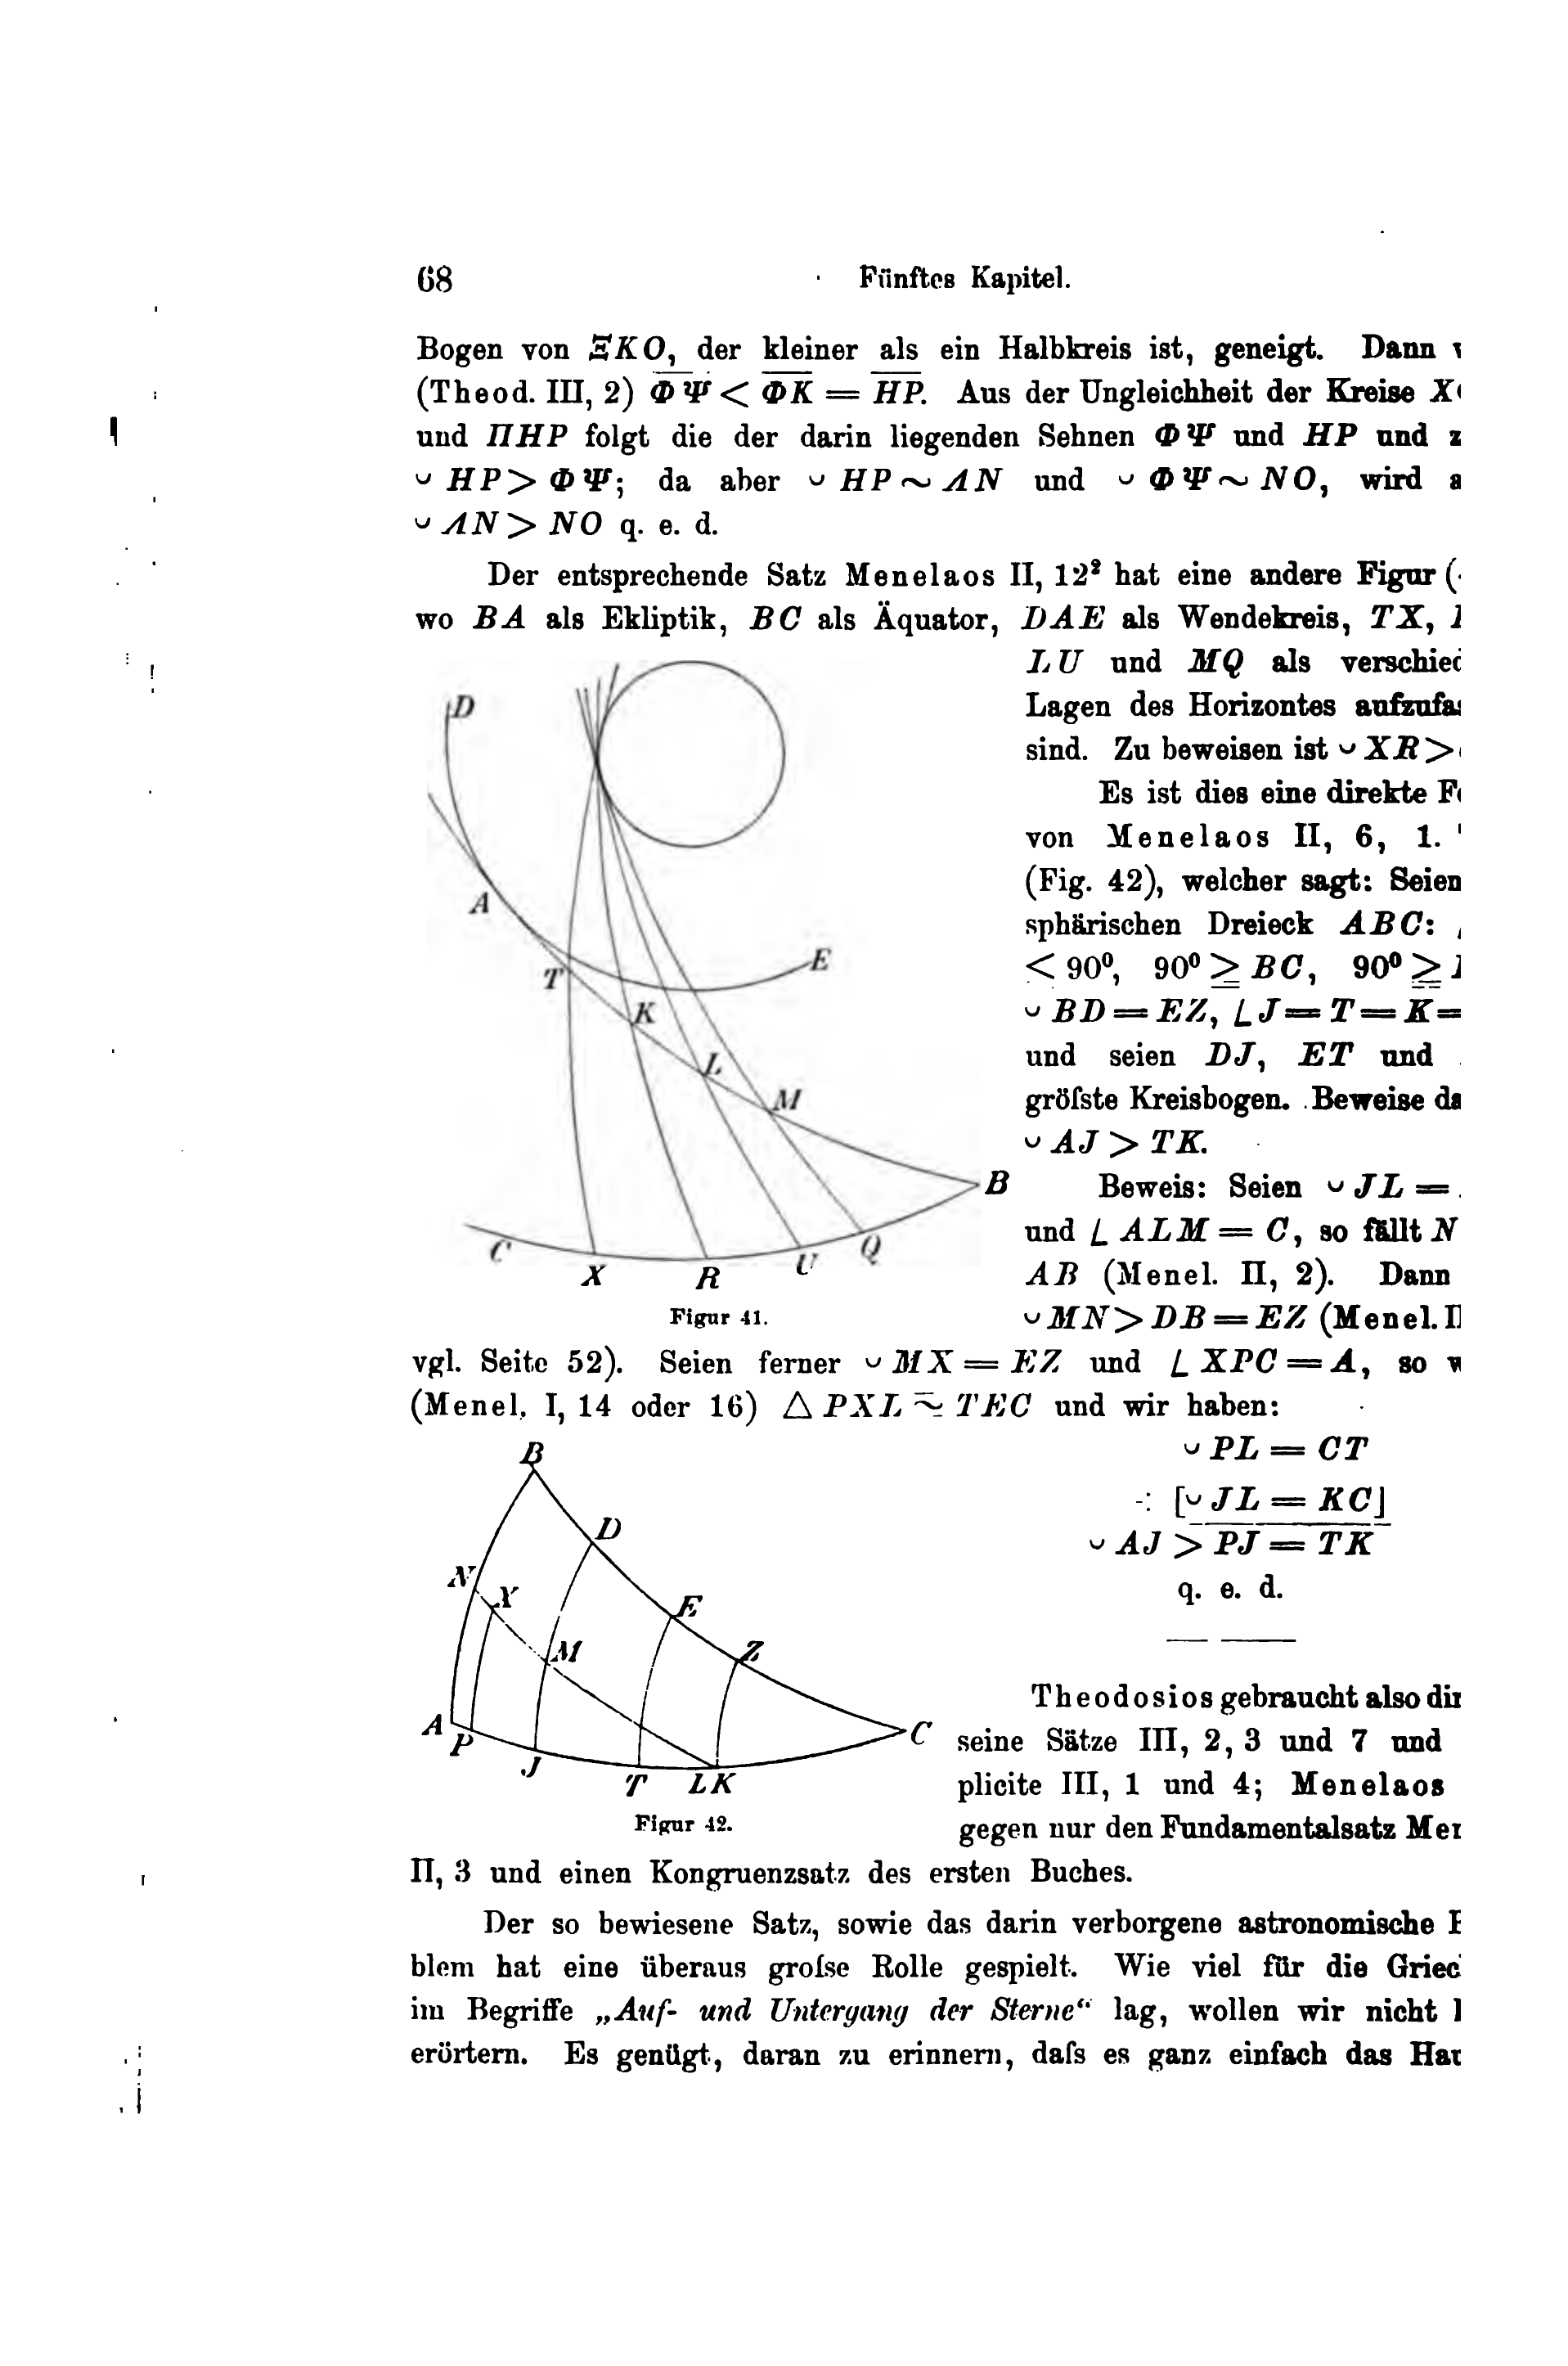 68
Fünftes Kapitel.
Bogen von ΞKO, der kleiner als ein Halbkreis ist, geneigt. Dann
(Theod. III, 2) ΦΨ < ΦK = HP. Aus der Ungleichheit der Kreise
und ΠHP folgt die der darin liegenden Sehnen ΦΨ und HP und
◡ HP > ΦΨ; da aber ◡ HP ~ ΛN und ◡ ΦΨ ~ NO, wird
◡ ΛN > NO q. e. d.
Der entsprechende Satz Menelaos II, 12² hat eine andere Figur (
wo BA als Ekliptik, BC als Äquator, DAE als Wendekreis, TX,
LU und MQ als
Lagen des Horizontes
sind. Zu beweisen ist ◡ XR >
Es ist dies eine direkte
von Menelaos II, 6, 1.
(Fig. 42), welcher sagt: Seien
sphärischen Dreieck ABC:
< 90⁰, 90⁰ ≧ BC, 90⁰ ≧
◡ BD = EZ, ∠ J = T = K =
und seien DJ, ET und
gröſste Kreisbogen. Beweise
◡ AJ > TK.
Beweis: Seien ◡ JL =
und ∠ ALM = C, so fällt N
AB (Menel. II, 2). Dann
◡ MN > DB = EZ (Menel.
D
A
T
E
K
L
M
B
C
X
R
U
Q
Figur 41.
vgl. Seite 52). Seien ferner ◡ MX = EZ und ∠ XPC = A, so
(Menel. I, 14 oder 16) △ PXL ≅ TEC und wir haben:
◡ PL = CT
-: [◡ JL = KC]
◡ AJ > PJ = TK
q. e. d.
B
D
N
X
E
M
Z
A
P
J
T
LK
C
Figur 42.
Theodosios gebraucht also
seine Sätze III, 2, 3 und 7 und
plicite III, 1 und 4; Menelaos
gegen nur den Fundamentalsatz
II, 3 und einen Kongruenzsatz des ersten Buches.
Der so bewiesene Satz, sowie das darin verborgene astronomische
blem hat eine überaus groſse Rolle gespielt. Wie viel für die
im Begriffe „Auf- und Untergang der Sterne“ lag, wollen wir nicht
erörtern. Es genügt, daran zu erinnern, daſs es ganz einfach das